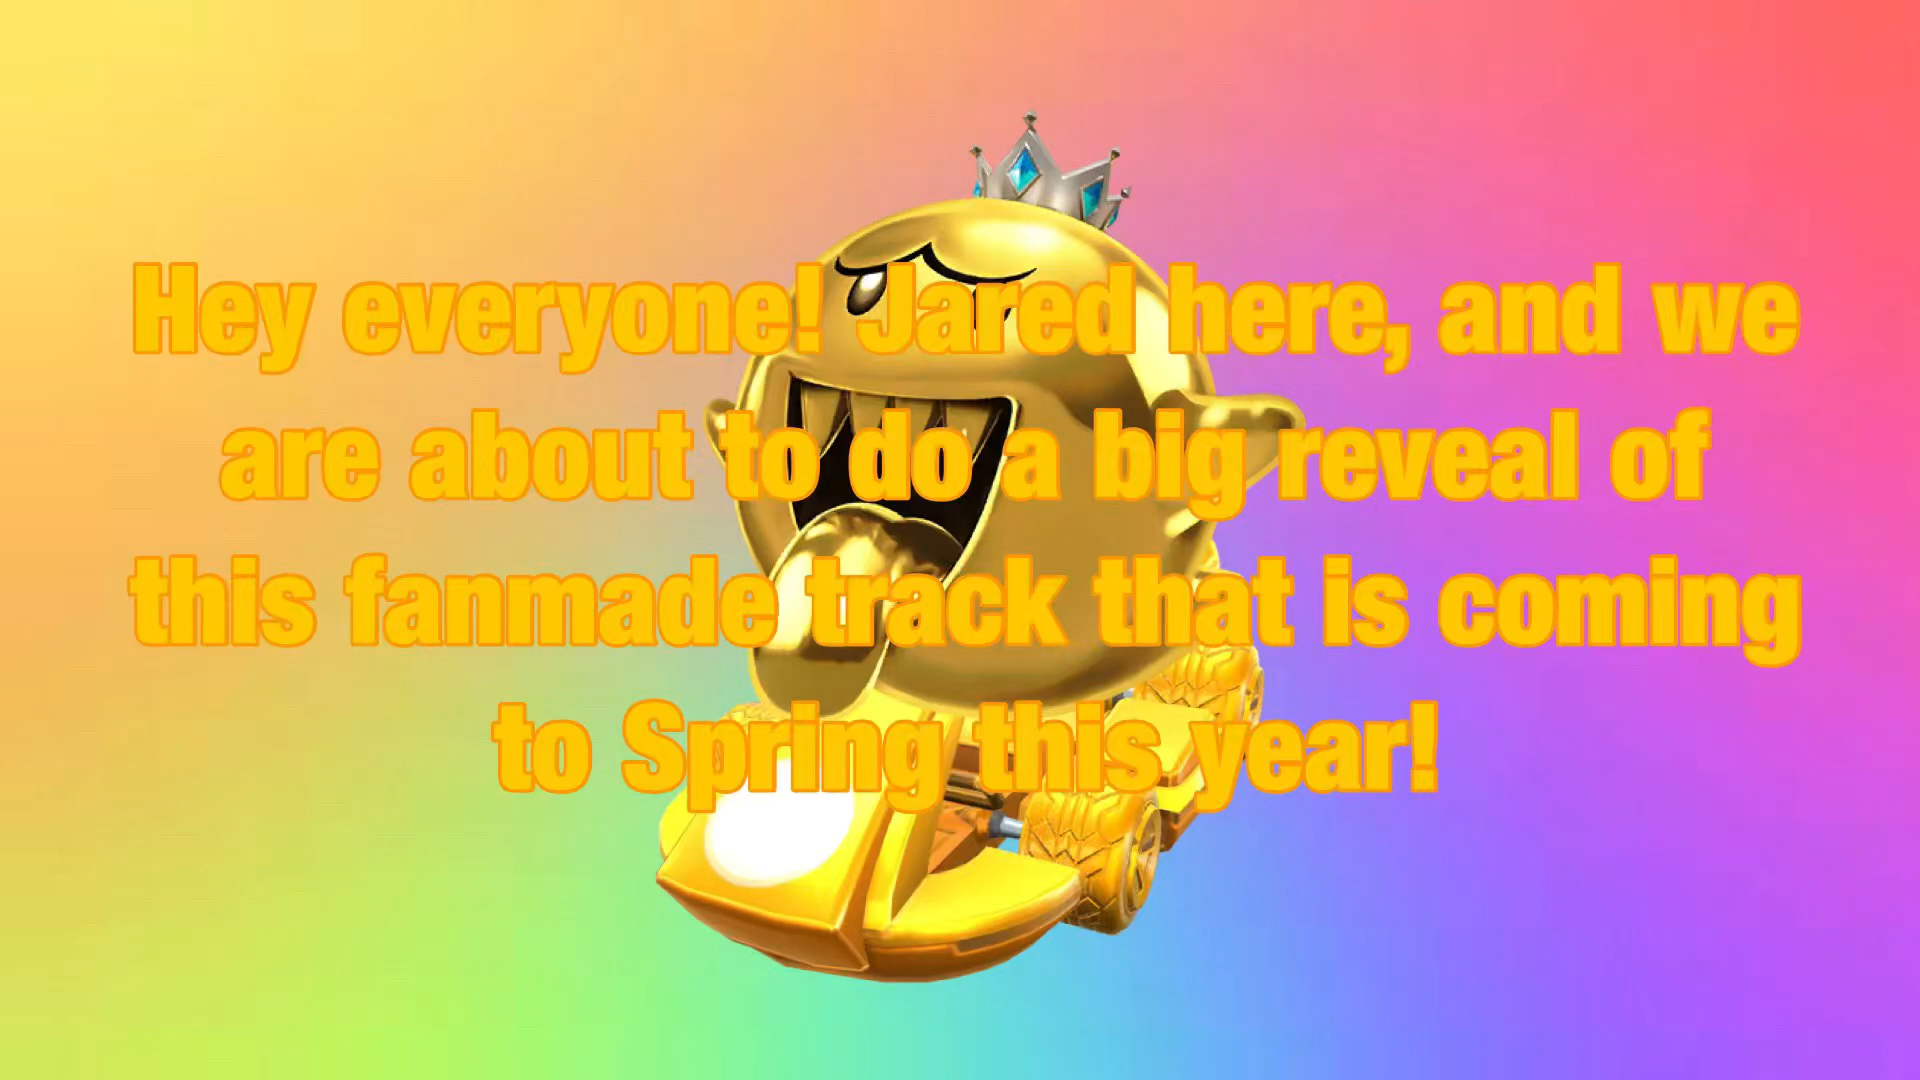 Hey everyone! Jared here, and we
are about to do a big reveal of
this fanmade track that is coming
to Spring this year!